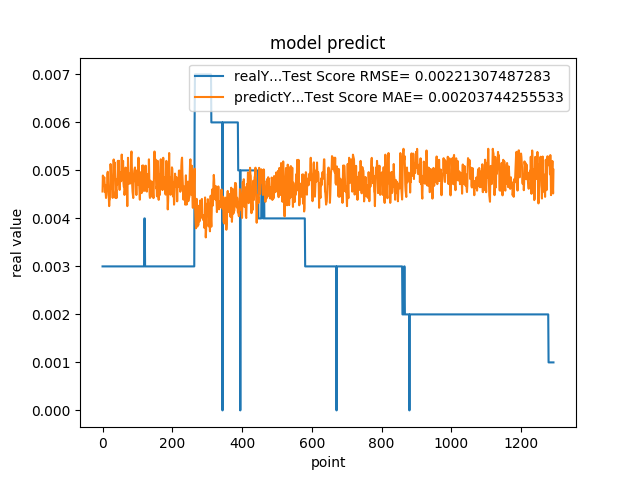 model predict
realY...Test Score RMSE= 0.00221307487283
predictY...Test Score MAE= 0.00203744255533
0.007
0.006
0.005
0.004
0.003
0.002
0.001
0.000
real value
0 200 400 600 800 1000 1200
point